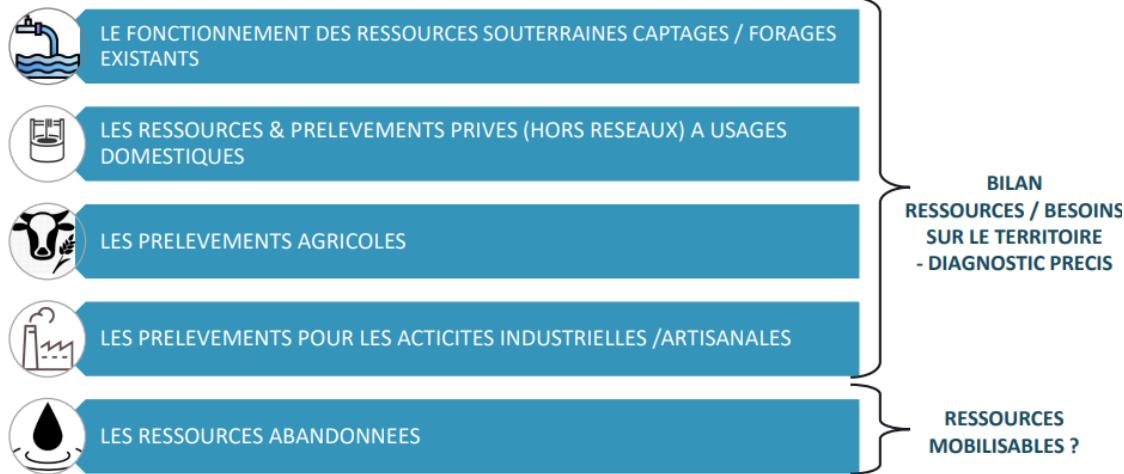 LE FONCTIONNEMENT DES RESSOURCES SOUTERRAINES CAPTAGES / FORAGES
EXISTANTS
LES RESSOURCES & PRELEVEMENTS PRIVES (HORS RESEAUX) A USAGES
DOMESTIQUES
LES PRELEVEMENTS AGRICOLES
LES PRELEVEMENTS POUR LES ACTICITES INDUSTRIELLES /ARTISANALES
BILAN
RESSOURCES / BESOINS
SUR LE TERRITOIRE
- DIAGNOSTIC PRECIS
LES RESSOURCES ABANDONNEES
RESSOURCES
MOBILISABLES ?